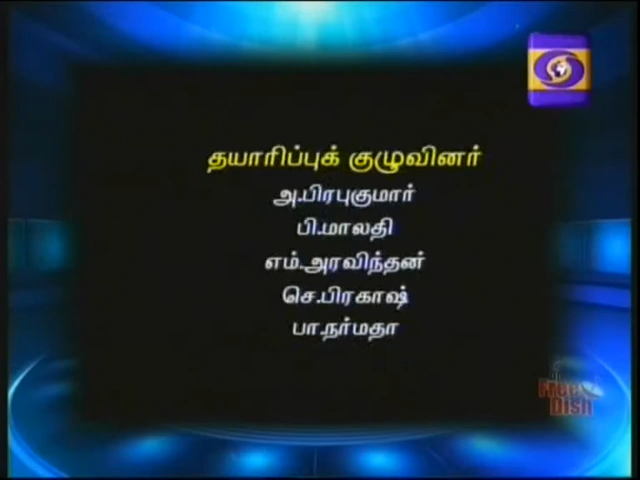 தயாரிப்புக் குழுவினர்
அ.பிரபுகுமார்
பி.மாலதி
எம்.அரவிந்தன்
செ.பிரகாஷ்
பா.நர்மதா
Free
Dish